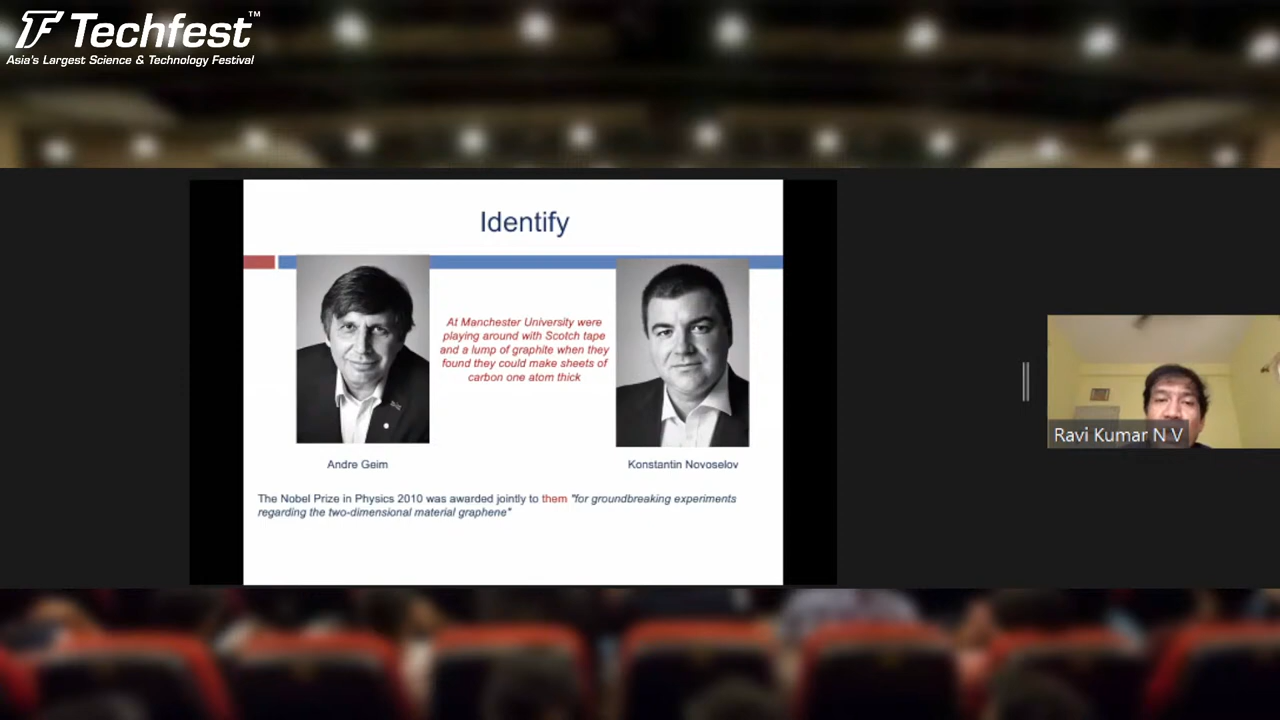 Techfest™
Asia's Largest Science & Technology Festival
Identify
At Manchester University were
playing around with Scotch tape
and a lump of graphite when they
found they could make sheets of
carbon one atom thick
Andre Geim
Konstantin Novoselov
The Nobel Prize in Physics 2010 was awarded jointly to them "for groundbreaking experiments
regarding the two-dimensional material graphene"
Ravi Kumar N V